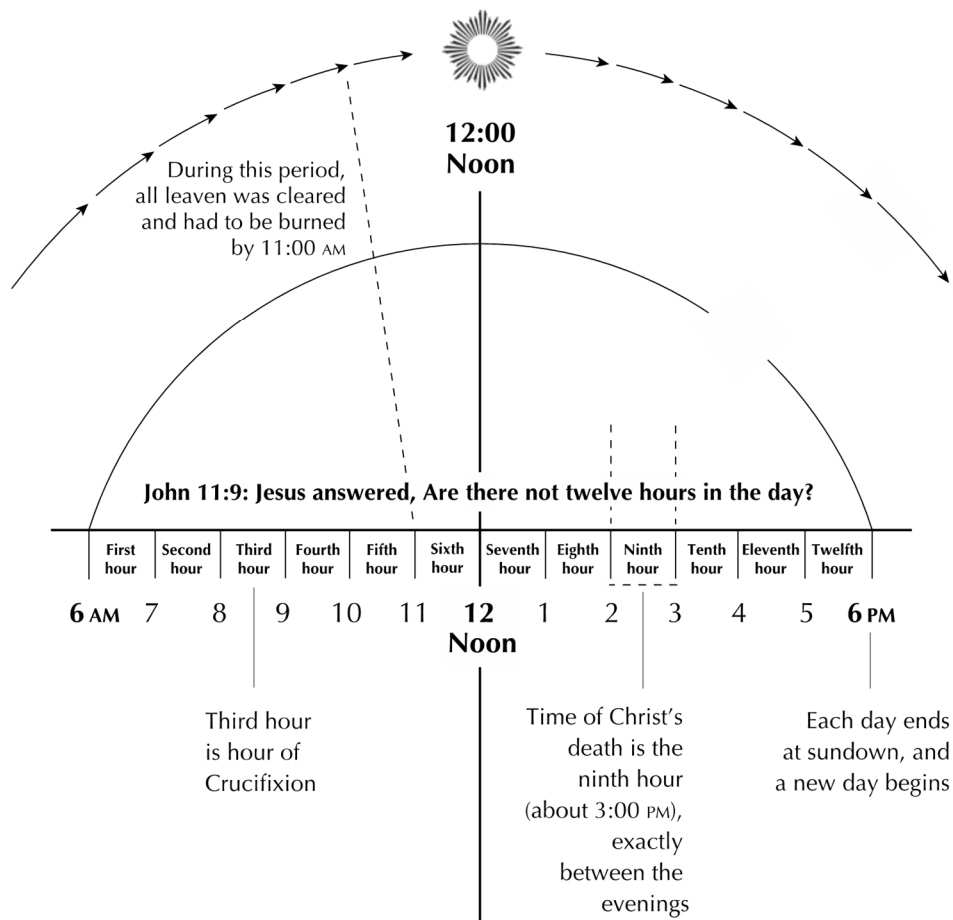 12:00
Noon
During this period,
all leaven was cleared
and had to be burned
by 11:00 AM
John 11:9: Jesus answered, Are there not twelve hours in the day?
First hour
Second hour
Third hour
Fourth hour
Fifth hour
Sixth hour
Seventh hour
Eighth hour
Ninth hour
Tenth hour
Eleventh hour
Twelfth hour
6 AM 7 8 9 10 11 12 1 2 3 4 5 6 PM
Noon
Third hour
is hour of
Crucifixion
Time of Christ's
death is the
ninth hour
(about 3:00 PM),
exactly
between the
evenings
Each day ends
at sundown, and
a new day begins